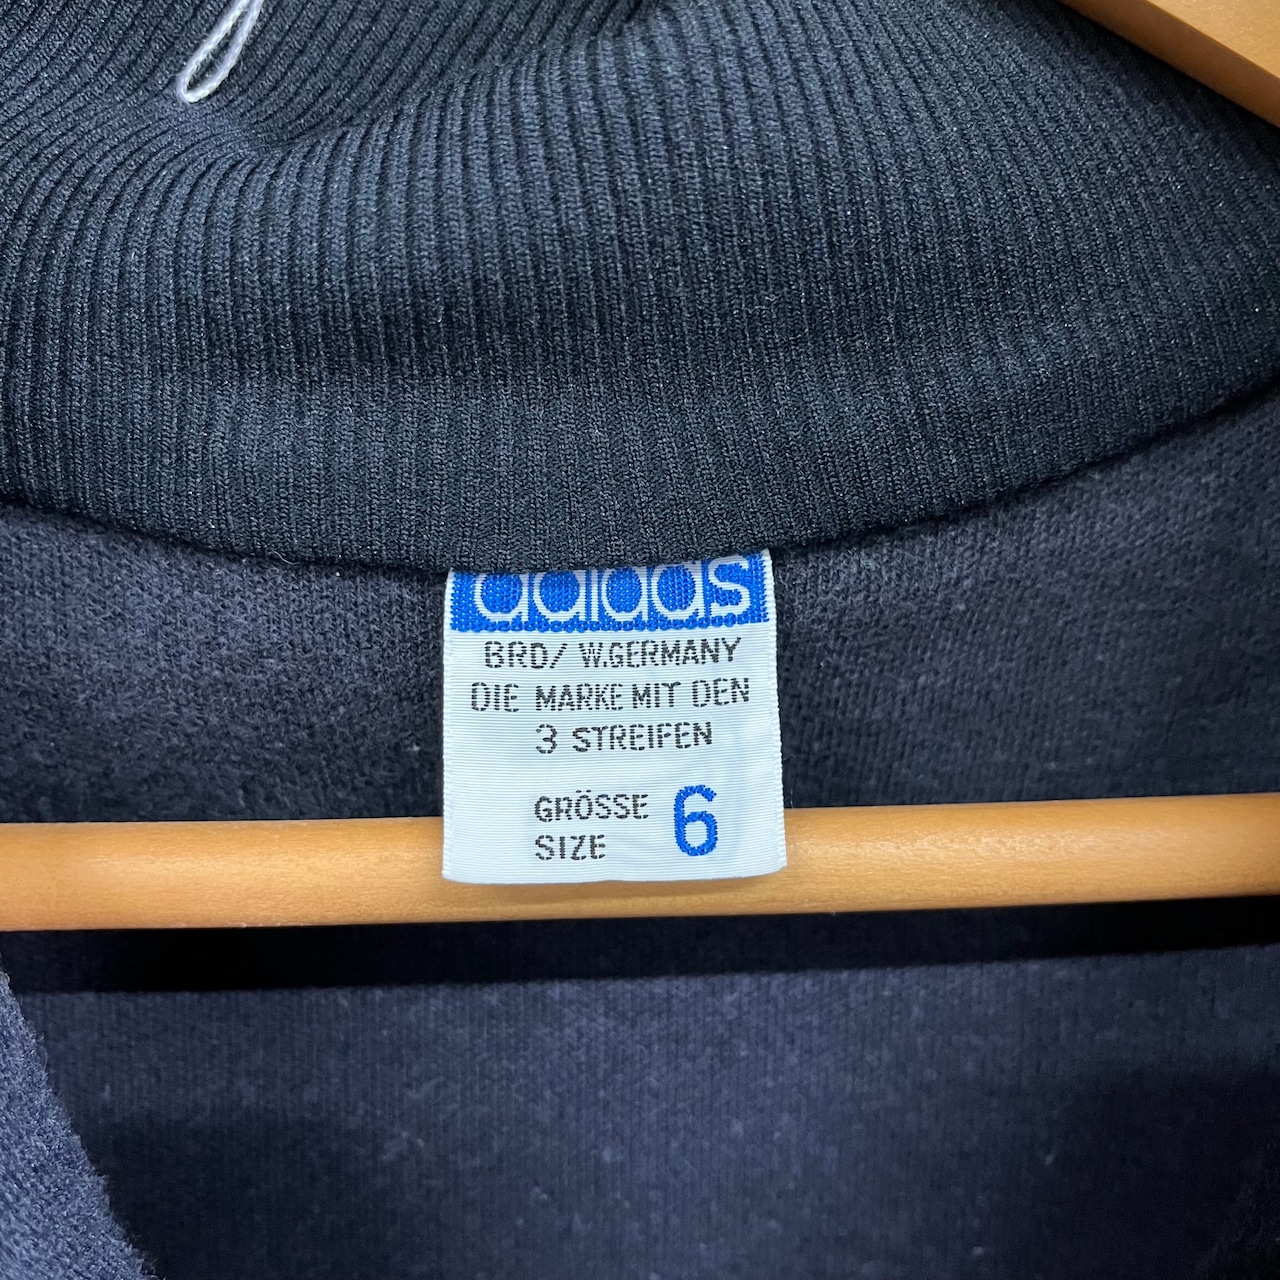 adidas
BRD/ W.GERMANY
DIE MARKE MIT DEN
3 STREIFEN
GRÖSSE
SIZE
6